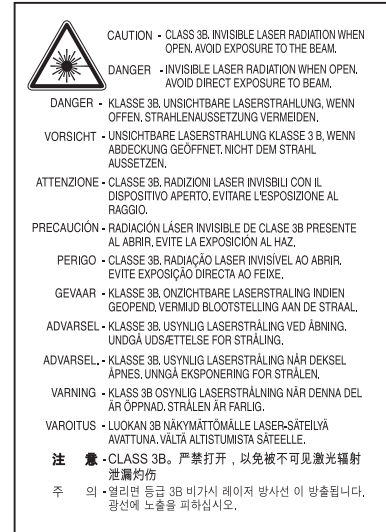 CAUTION - CLASS 3B. INVISIBLE LASER RADIATION WHEN
OPEN. AVOID EXPOSURE TO THE BEAM.
DANGER - INVISIBLE LASER RADIATION WHEN OPEN.
AVOID DIRECT EXPOSURE TO BEAM.
DANGER - KLASSE 3B. UNSICHTBARE LASERSTRAHLUNG, WENN
OFFEN. STRAHLENAUSSETZUNG VERMEIDEN.
VORSICHT - UNSICHTBARE LASERSTRAHLUNG KLASSE 3 B, WENN
ABDECKUNG GEÖFFNET. NICHT DEM STRAHL
AUSSETZEN.
ATTENZIONE - CLASSE 3B. RADIZIONI LASER INVISBILI CON IL
DISPOSITIVO APERTO. EVITARE L'ESPOSIZIONE AL
RAGGIO.
PRECAUCIÓN - RADIACIÓN LÁSER INVISIBLE DE CLASE 3B PRESENTE
AL ABRIR. EVITE LA EXPOSICIÓN AL HAZ.
PERIGO - CLASSE 3B. RADIAÇÃO LASER INVISÍVEL AO ABRIR.
EVITE EXPOSIÇÃO DIRECTA AO FEIXE.
GEVAAR - KLASSE 3B. ONZICHTBARE LASERSTRALING INDIEN
GEOPEND. VERMIJD BLOOTSTELLING AAN DE STRAAL.
ADVARSEL - KLASSE 3B. USYNLIG LASERSTRÅLING VED ÅBNING.
UNDGÅ UDSÆTTELSE FOR STRÅLING.
ADVARSEL. - KLASSE 3B. USYNLIG LASERSTRÅLING NÅR DEKSEL
ÅPNES. UNNGÅ EKSPONERING FOR STRÅLEN.
VARNING - KLASS 3B OSYNLIG LASERSTRÅLNING NÄR DENNA DEL
ÄR ÖPPNAD. STRÅLEN ÄR FARLIG.
VAROITUS - LUOKAN 3B NÄKYMÄTTÖMÄLLE LASER-SÄTEILYÄ
AVATTUNA. VÄLTÄ ALTISTUMISTA SÄTEELLE.
注 意 - CLASS 3B。严禁打开，以免被不可见激光辐射
泄漏灼伤
주 의 - 열리면 등급 3B 비가시 레이저 방사선 이 방출됩니다.
광선에 노출을 피하십시오.